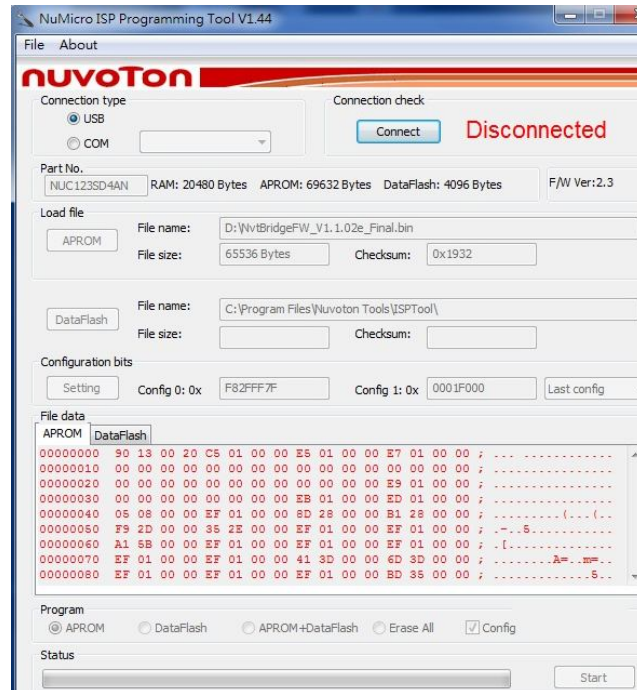 NuMicro ISP Programming Tool V1.44
File About
nuvoTon
Connection type
USB
COM
Connection check
Connect
Disconnected
Part No.
NUC123SD4AN RAM: 20480 Bytes APROM: 69632 Bytes DataFlash: 4096 Bytes F/W Ver:2.3
Load file
APROM
File name: D:\NvtBridgeFW_V1.1.02e_Final.bin
File size: 65536 Bytes Checksum: 0x1932
DataFlash
File name: C:\Program Files\Nuvoton Tools\ISPTool\
File size: Checksum:
Configuration bits
Setting Config 0: 0x F82FFF7F Config 1: 0x 0001F000 Last config
File data
APROM DataFlash
00000000 90 13 00 20 C5 01 00 00 E5 01 00 00 E7 01 00 00 ; ... ............
00000010 00 00 00 00 00 00 00 00 00 00 00 00 00 00 00 00 ; ................
00000020 00 00 00 00 00 00 00 00 00 00 00 00 E9 01 00 00 ; ................
00000030 00 00 00 00 00 00 00 00 EB 01 00 00 ED 01 00 00 ; ................
00000040 05 08 00 00 EF 01 00 00 8D 28 00 00 B1 28 00 00 ; .........(...(..
00000050 F9 2D 00 00 35 2E 00 00 EF 01 00 00 EF 01 00 00 ; .-..5...........
00000060 A1 5B 00 00 EF 01 00 00 EF 01 00 00 EF 01 00 00 ; .[..............
00000070 EF 01 00 00 EF 01 00 00 41 3D 00 00 6D 3D 00 00 ; ........A=..m=..
00000080 EF 01 00 00 EF 01 00 00 EF 01 00 00 BD 35 00 00 ; .............5..
Program
APROM DataFlash APROM+DataFlash Erase All Config
Status
Start